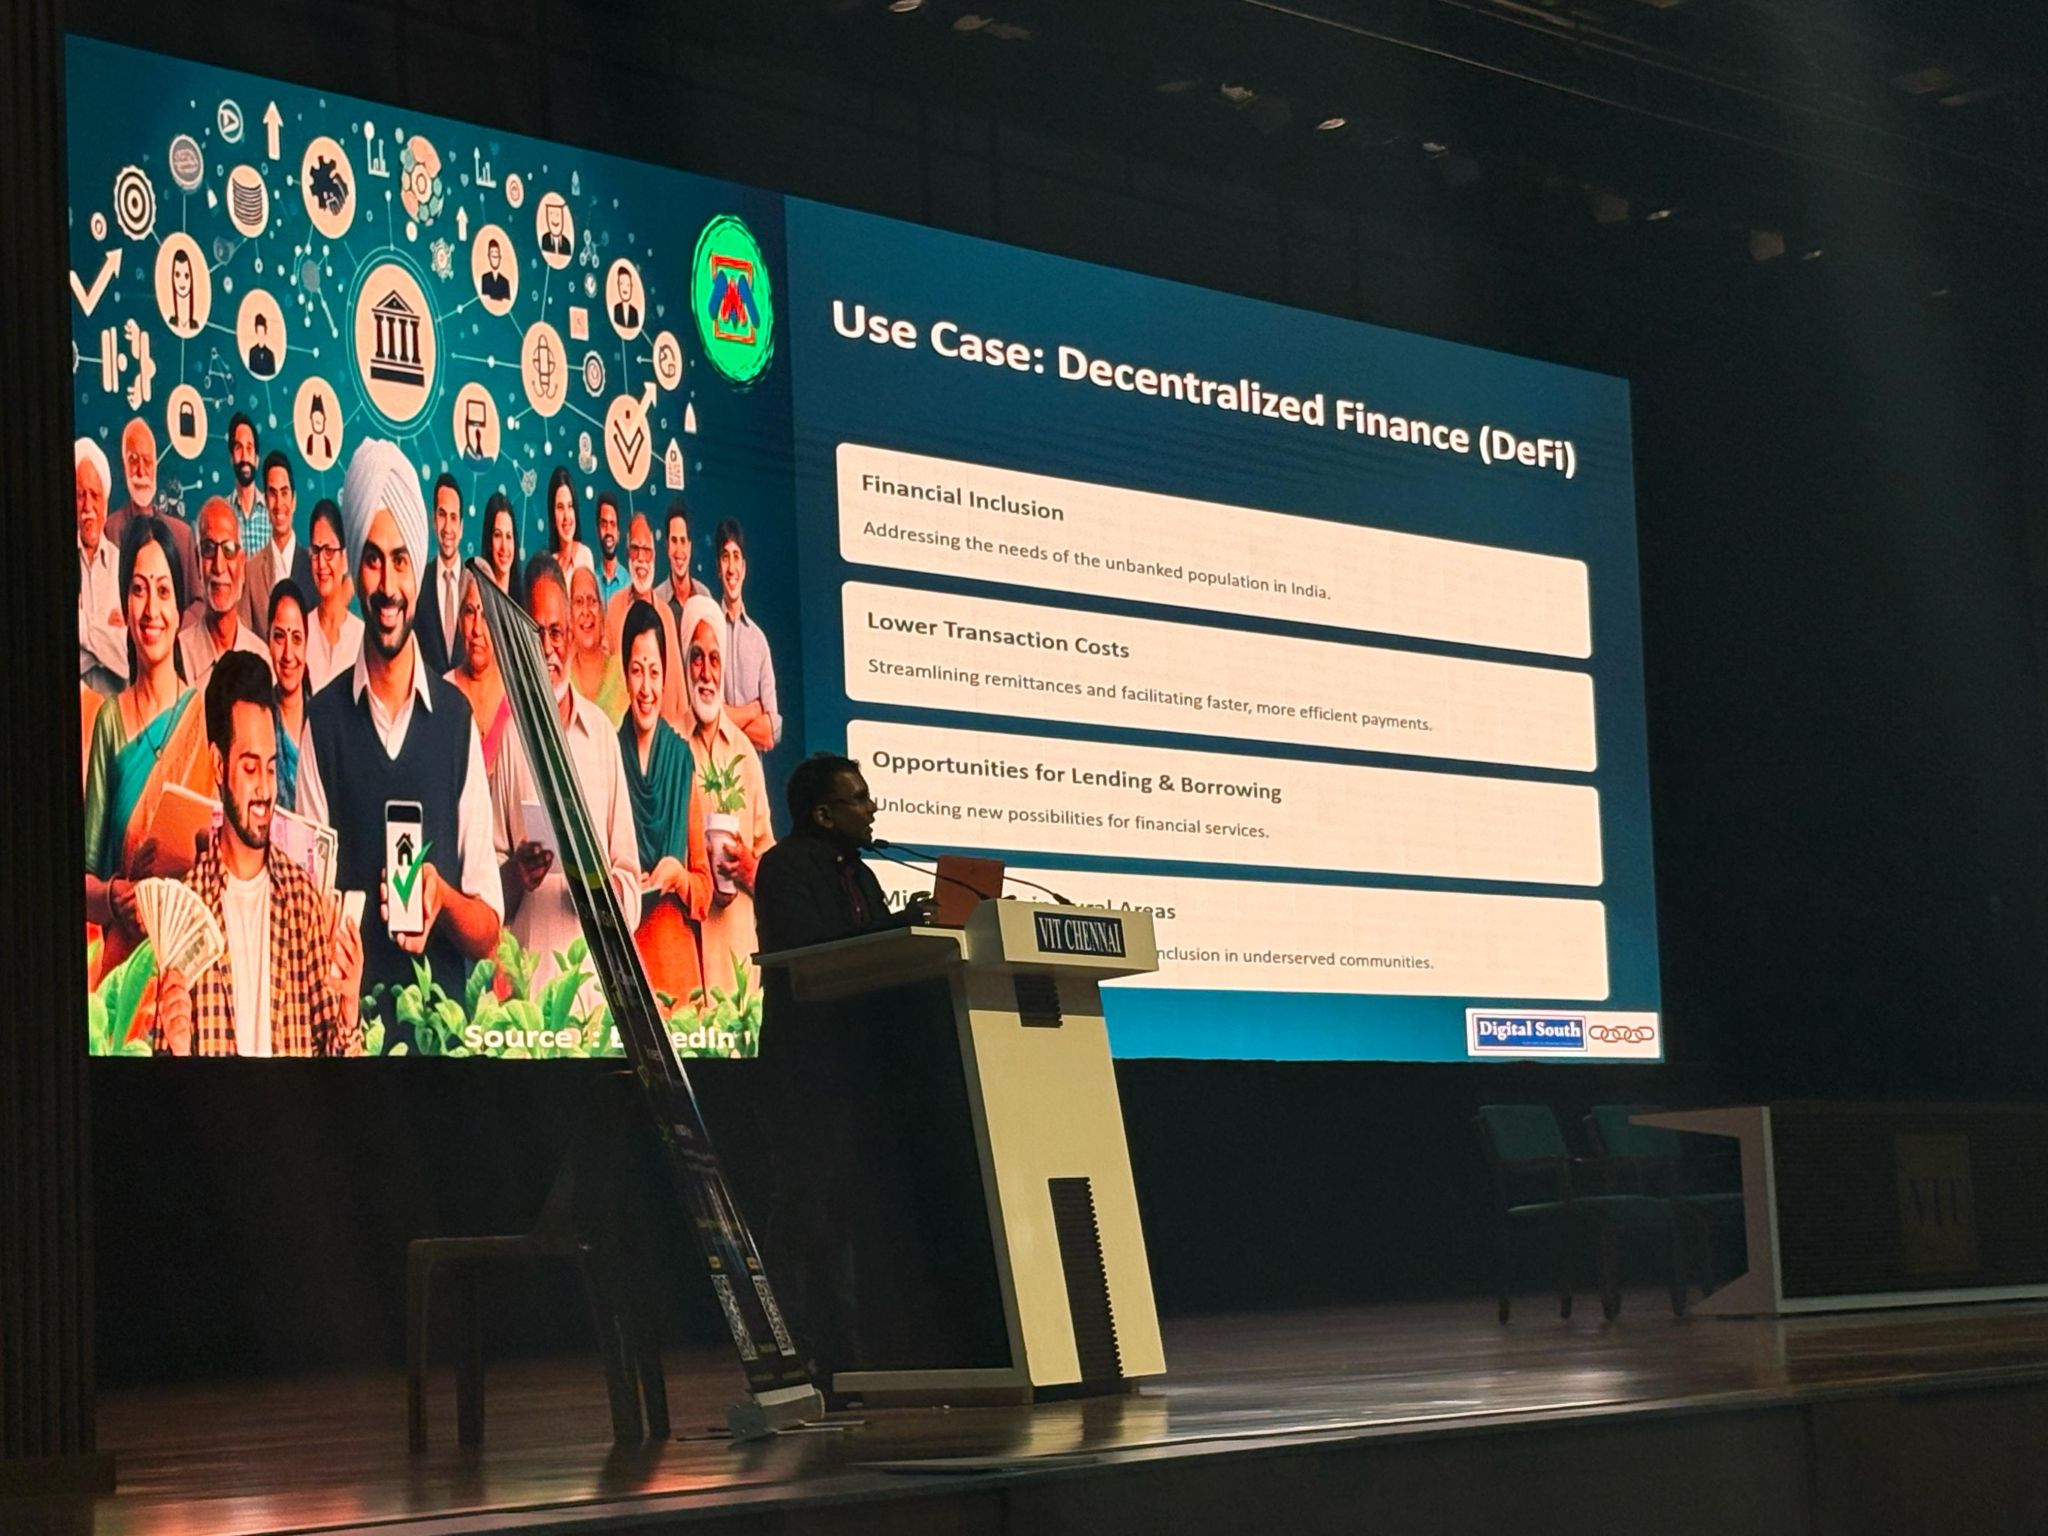 Use Case: Decentralized Finance (DeFi)
Financial Inclusion
Addressing the needs of the unbanked population in India.
Lower Transaction Costs
Streamlining remittances and facilitating faster, more efficient payments.
Opportunities for Lending & Borrowing
Unlocking new possibilities for financial services.
Areas
inclusion in underserved communities.
Source :
VIT CHENNAI
Digital South
VIT